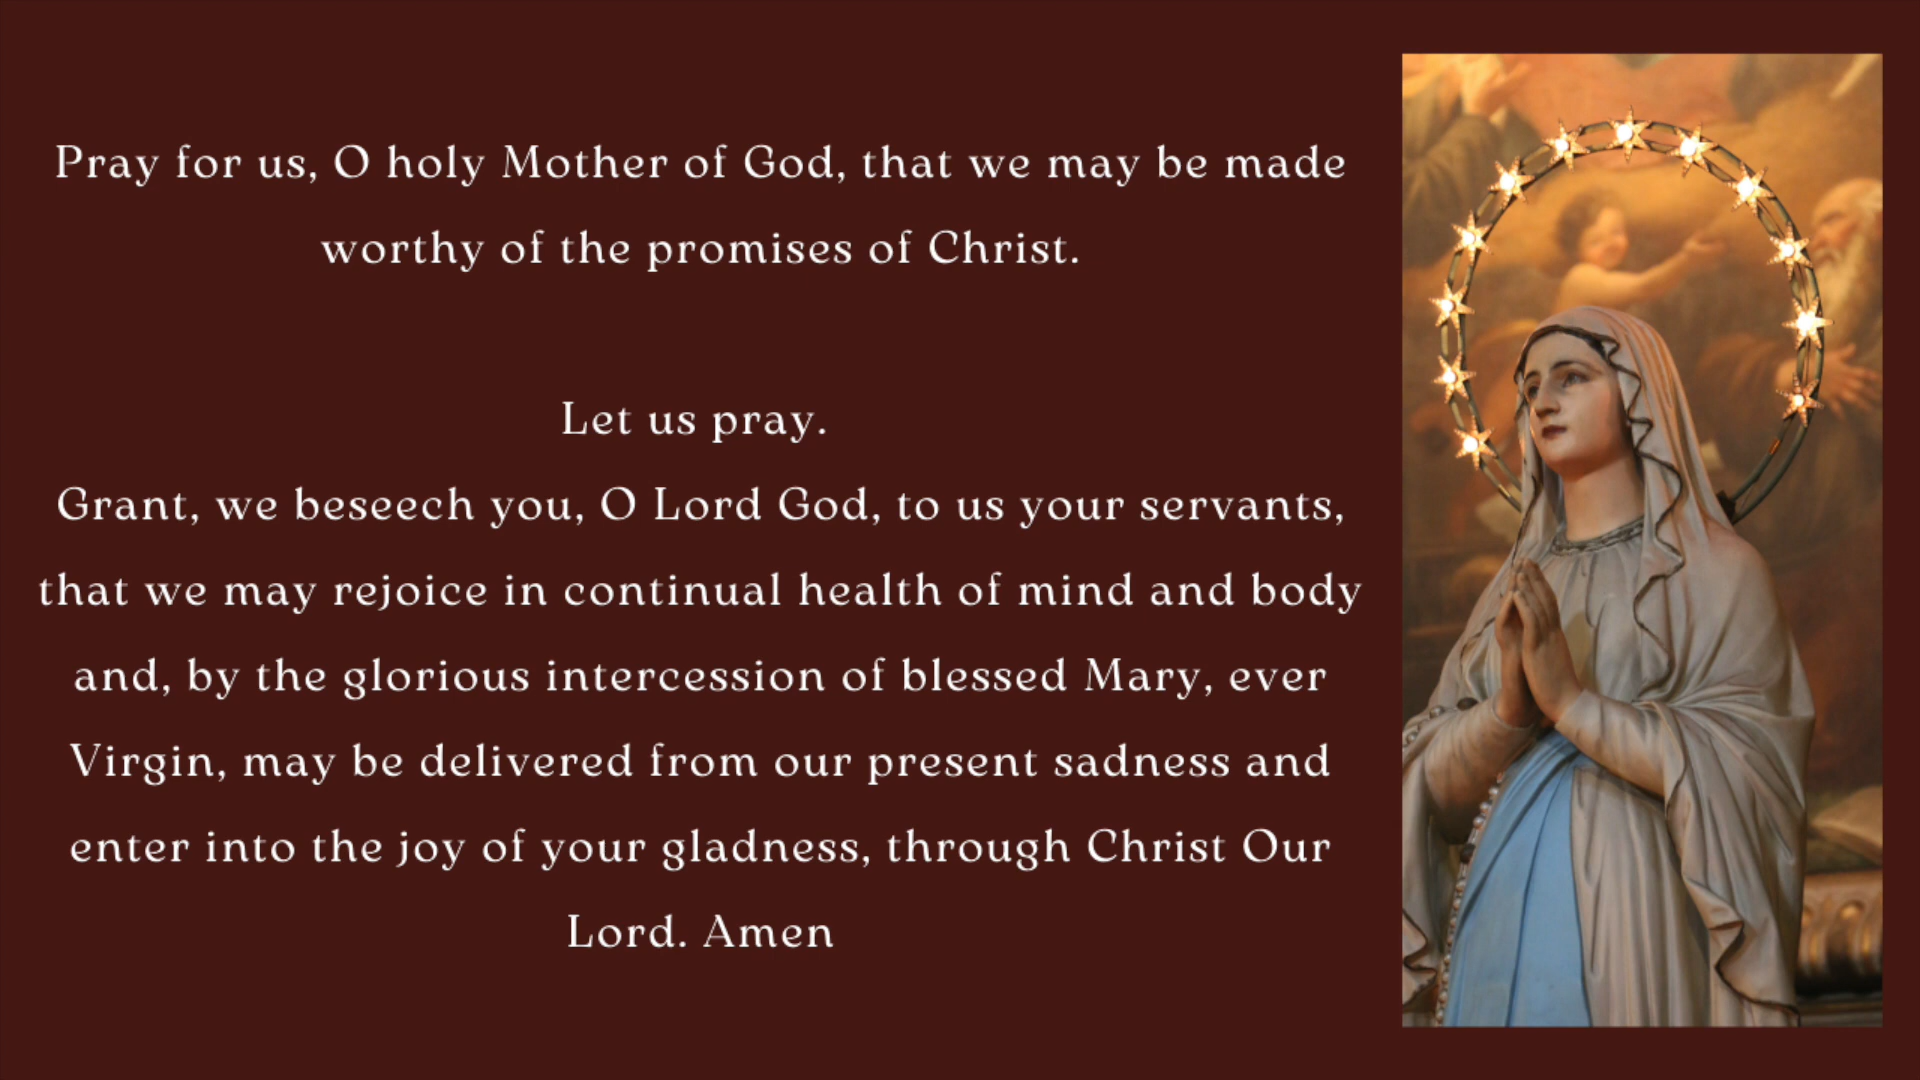 Pray for us, O holy Mother of God, that we may be made
worthy of the promises of Christ.
Let us pray.
Grant, we beseech you, O Lord God, to us your servants,
that we may rejoice in continual health of mind and body
and, by the glorious intercession of blessed Mary, ever
Virgin, may be delivered from our present sadness and
enter into the joy of your gladness, through Christ Our
Lord. Amen